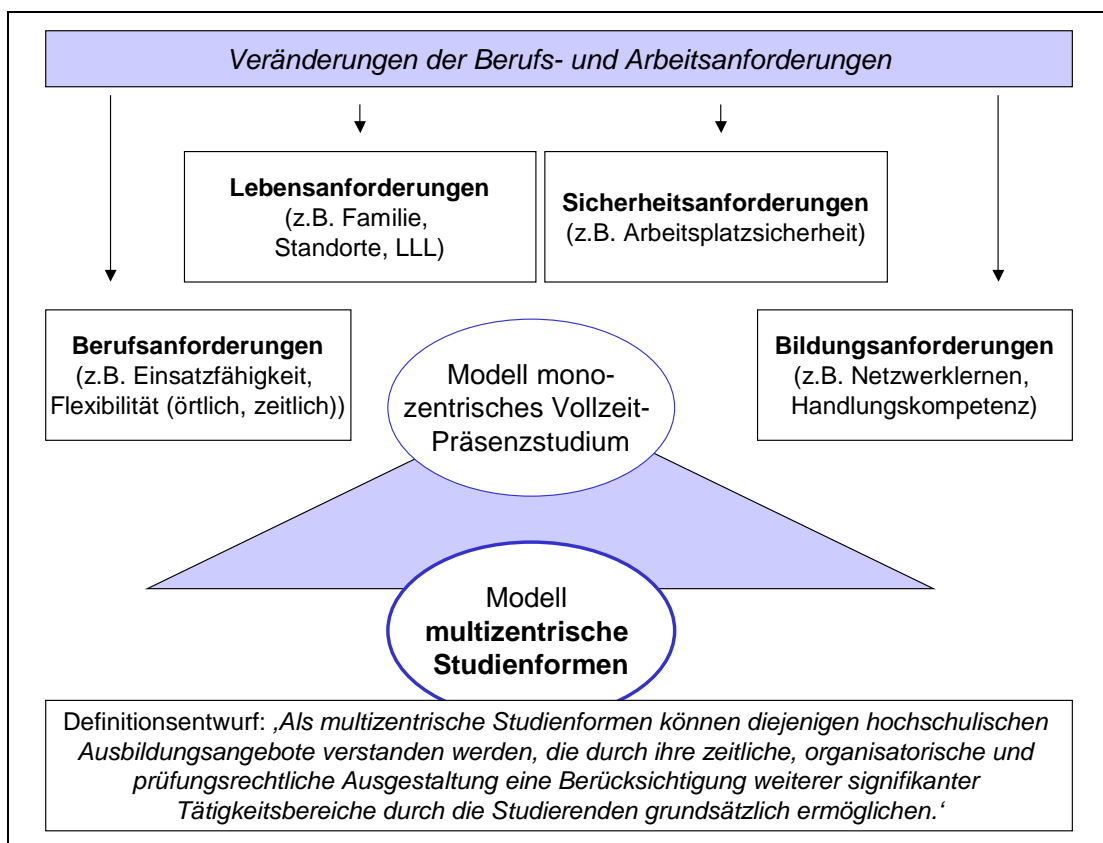 Veränderungen der Berufs- und Arbeitsanforderungen
Lebensanforderungen
(z.B. Familie,
Standorte, LLL)
Sicherheitsanforderungen
(z.B. Arbeitsplatzsicherheit)
Berufsanforderungen
(z.B. Einsatzfähigkeit,
Flexibilität (örtlich, zeitlich))
Modell mono-
zentrisches Vollzeit-
Präsenzstudium
Bildungsanforderungen
(z.B. Netzwerklernen,
Handlungskompetenz)
Modell
multizentrische
Studienformen
Definitionsentwurf: ‚Als multizentrische Studienformen können diejenigen hochschulischen
Ausbildungsangebote verstanden werden, die durch ihre zeitliche, organisatorische und
prüfungsrechtliche Ausgestaltung eine Berücksichtigung weiterer signifikanter
Tätigkeitsbereiche durch die Studierenden grundsätzlich ermöglichen.‘